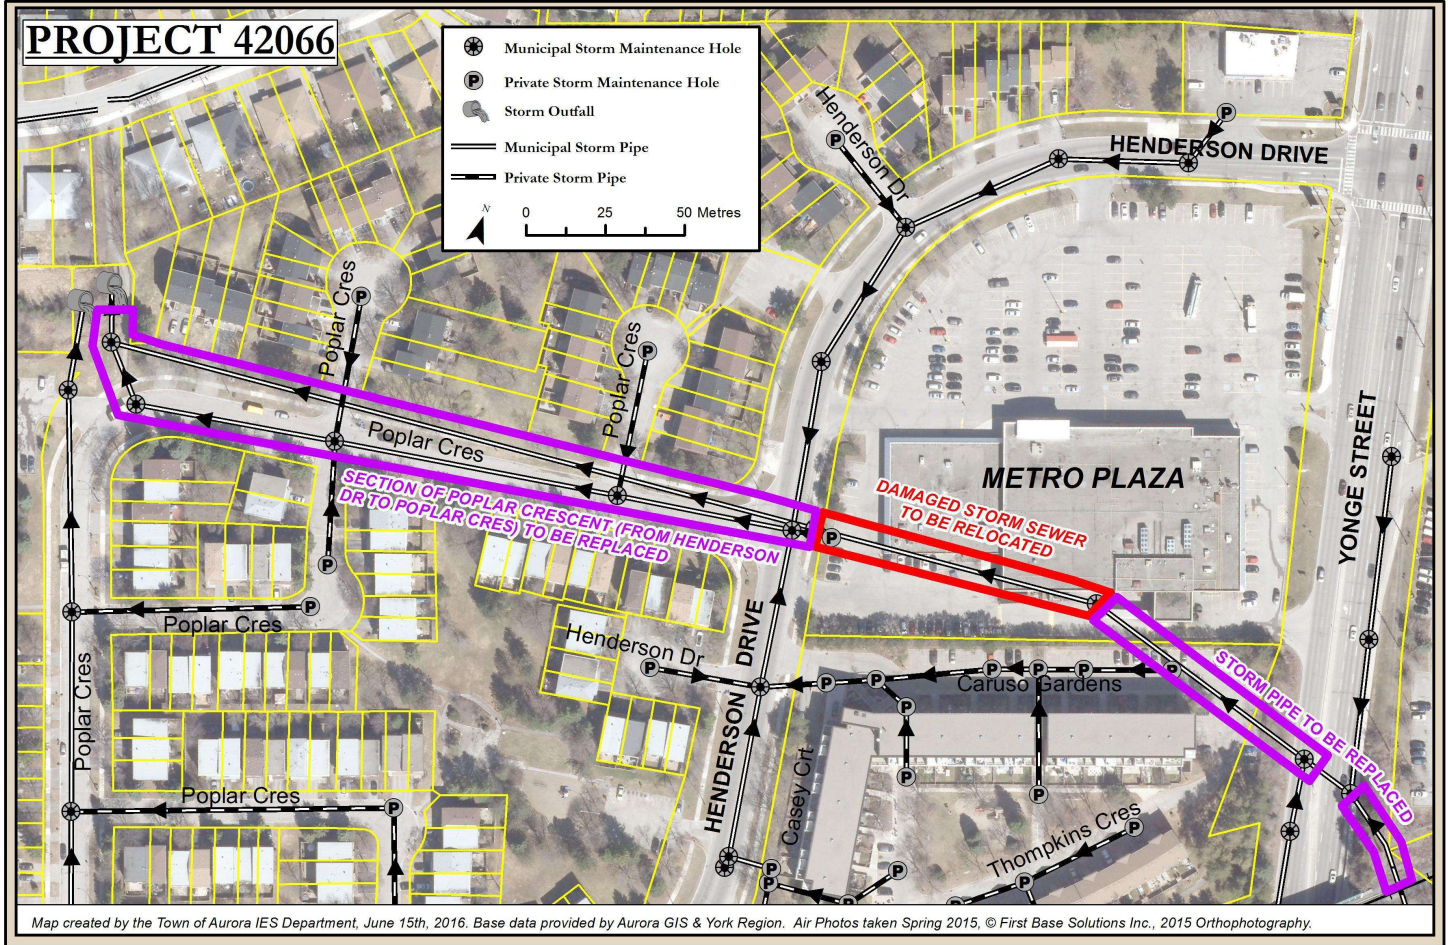 PROJECT 42066
Municipal Storm Maintenance Hole
P
Private Storm Maintenance Hole
Storm Outfall
Municipal Storm Pipe
Private Storm Pipe
N
0 25 50 Metres
Henderson Dr
P
P
HENDERSON DRIVE
Poplar Cres
P
Poplar Cres
P
Poplar Cres
METRO PLAZA
YONGE STREET
SECTION OF POPLAR CRESCENT (FROM HENDERSON
DR TO POPLAR CRES) TO BE REPLACED
DAMAGED STORM SEWER
TO BE RELOCATED
P
P
P
Poplar Cres
Henderson Dr
P
HENDERSON DRIVE
P
P
P
P
P
P
Caruso Gardens
STORM PIPE TO BE REPLACED
Poplar Cres
P
P
P
Poplar Cres
P
HENDERSON DRIVE
Casey Crt
Thompkins Cres
P
P
P
P
P
P
P
P
Map created by the Town of Aurora IES Department, June 15th, 2016. Base data provided by Aurora GIS & York Region. Air Photos taken Spring 2015, © First Base Solutions Inc., 2015 Orthophotography.